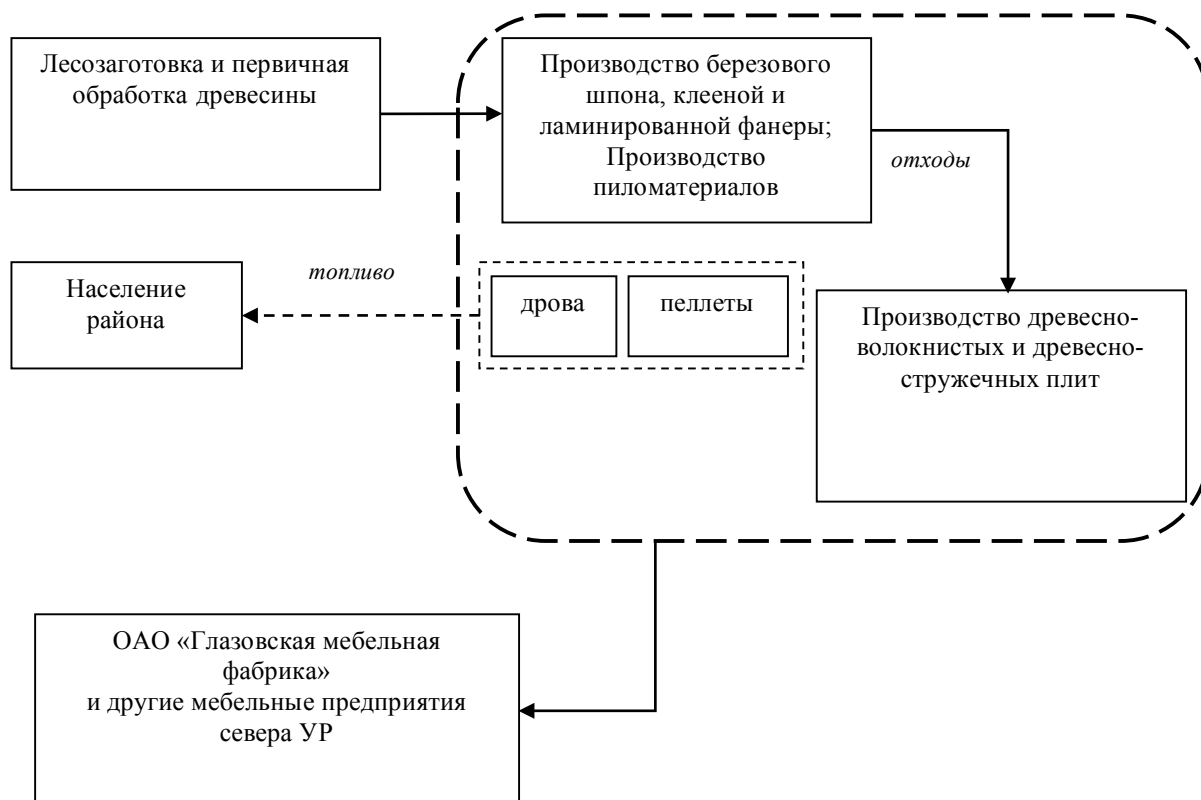 Лесозаготовка и первичная
обработка древесины
Производство березового
шпона, клееной и
ламинированной фанеры;
Производство
пиломатериалов
отходы
Население
района
топливо
дрова
пеллеты
Производство древесно-
волокнистых и древесно-
стружечных плит
ОАО «Глазовская мебельная
фабрика»
и другие мебельные предприятия
севера УР